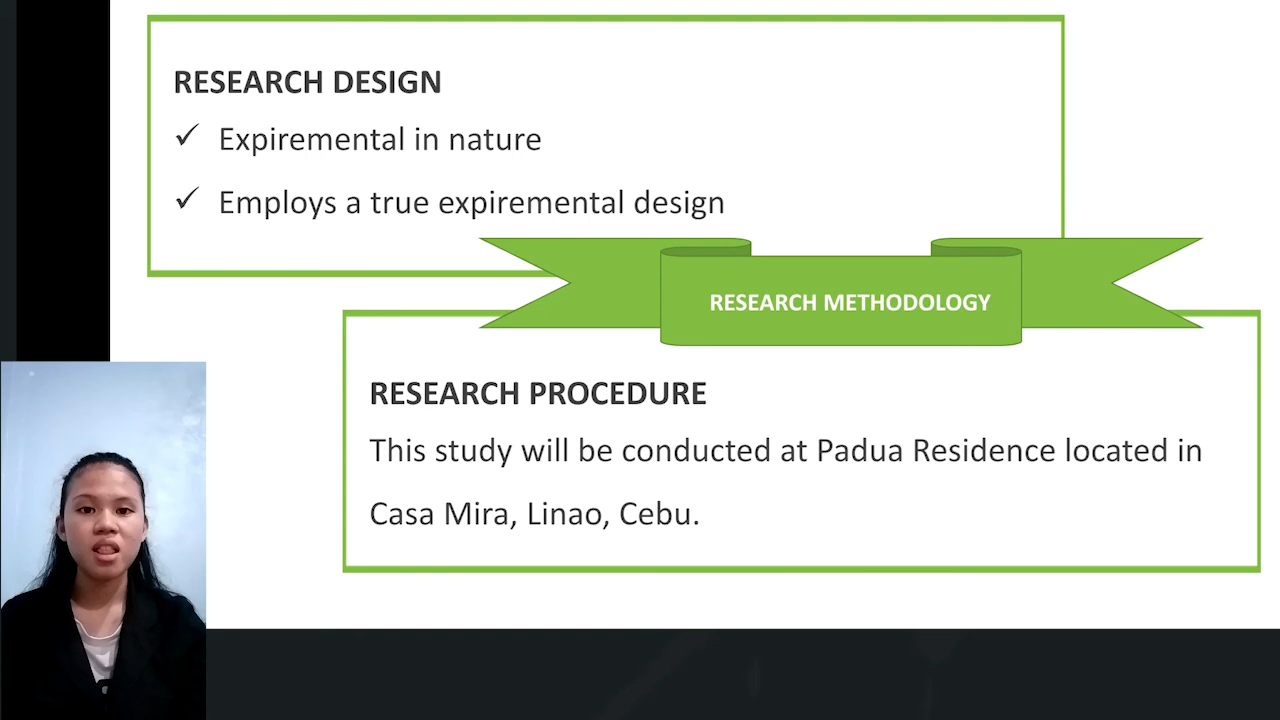 RESEARCH DESIGN
✓ Expiremental in nature
✓ Employs a true expiremental design
RESEARCH METHODOLOGY
RESEARCH PROCEDURE
This study will be conducted at Padua Residence located in
Casa Mira, Linao, Cebu.